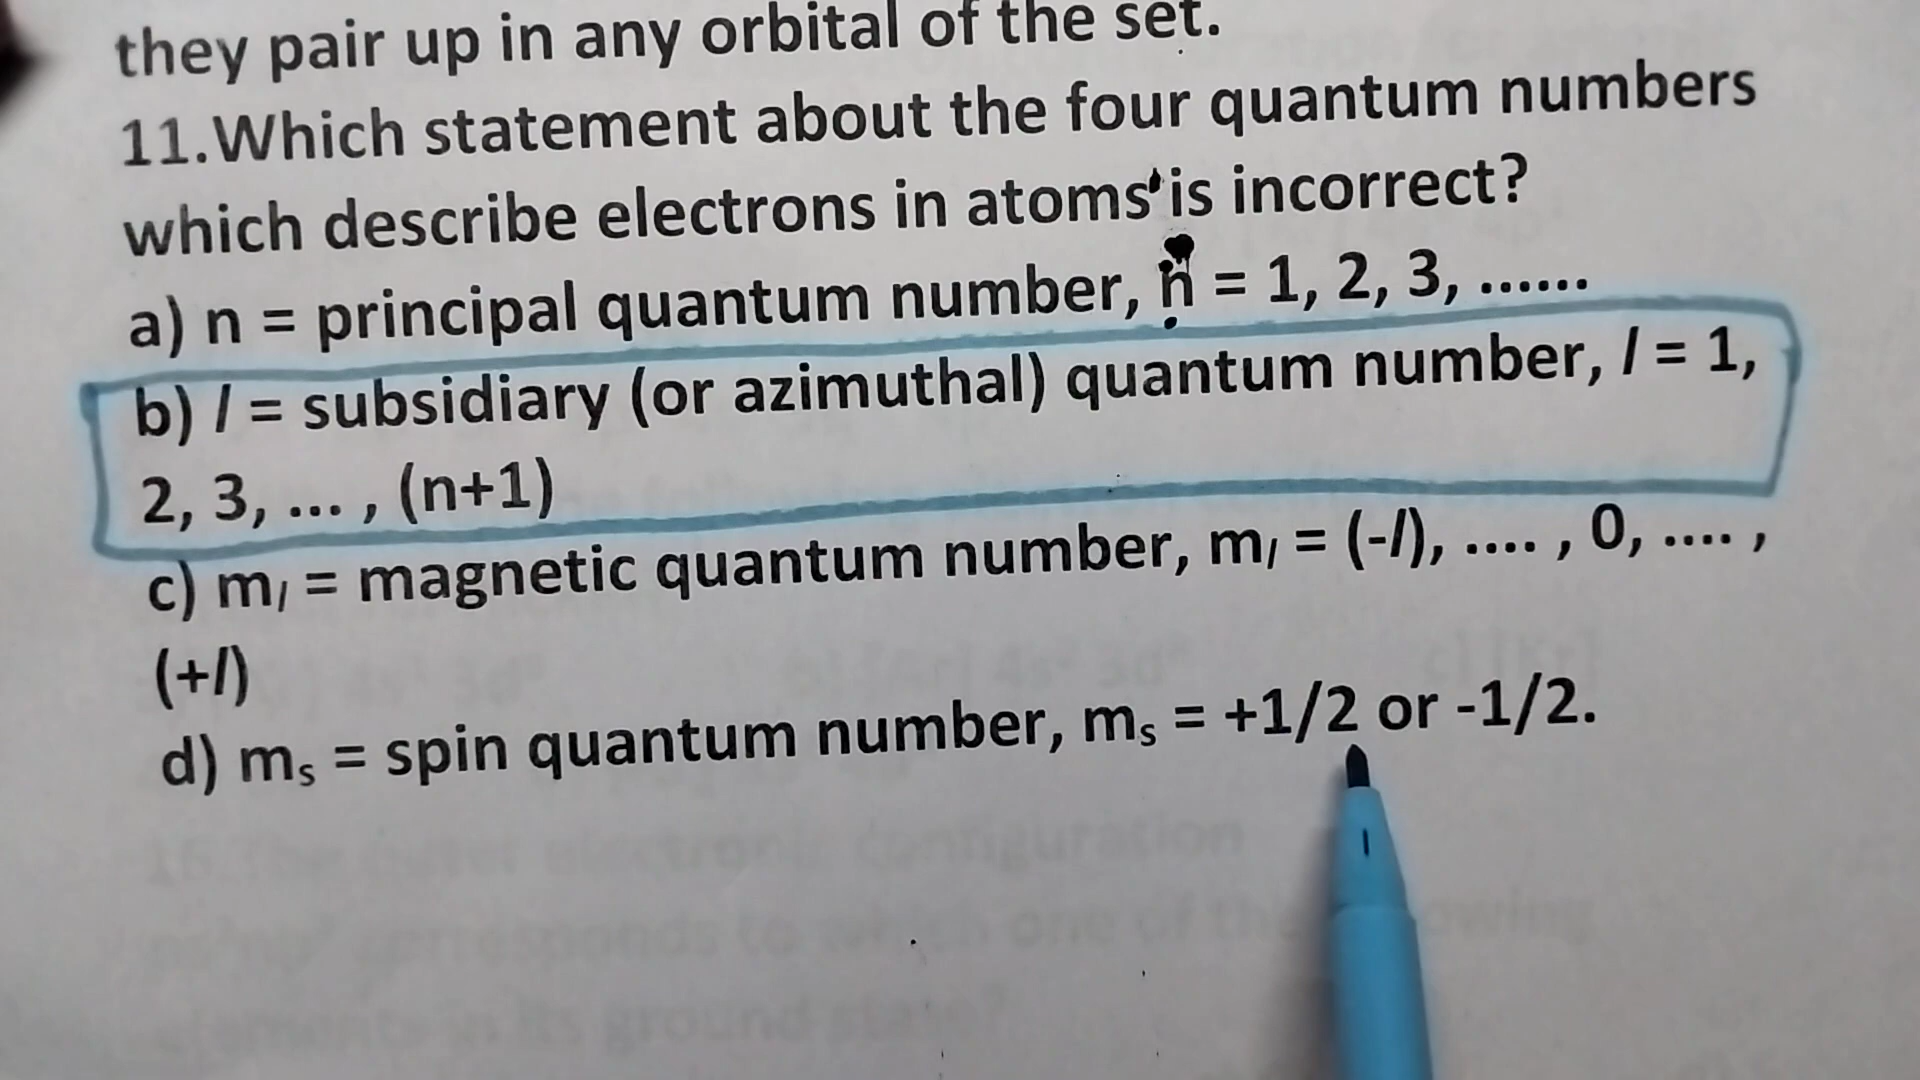 they pair up in any orbital of the set.
11.Which statement about the four quantum numbers
which describe electrons in atoms is incorrect?
a) n = principal quantum number, n = 1, 2, 3, ......
b) l = subsidiary (or azimuthal) quantum number, l = 1,
2, 3, ... , (n+1)
c) mₗ = magnetic quantum number, mₗ = (-l), .... , 0, .... ,
(+l)
d) mₛ = spin quantum number, mₛ = +1/2 or -1/2.